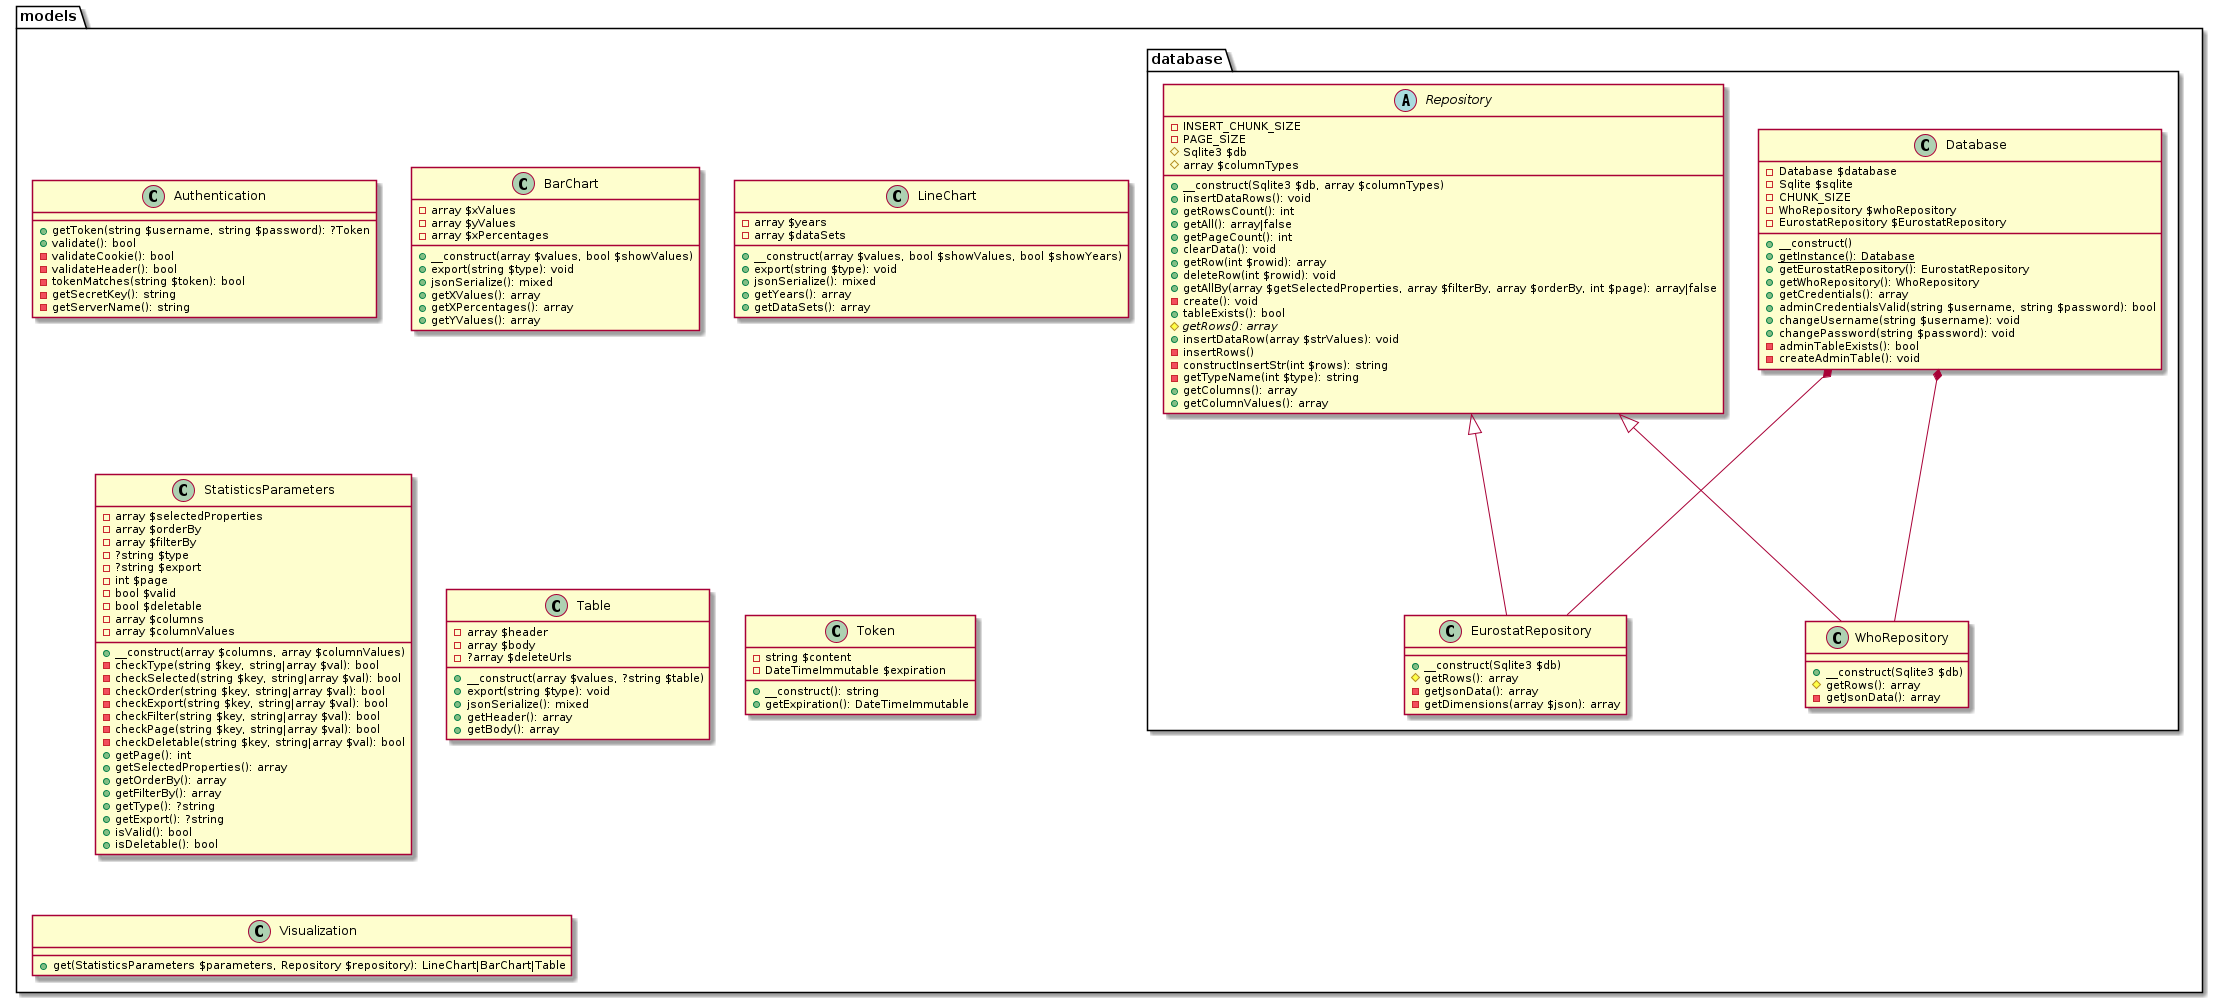 models
database
A Repository
INSERT_CHUNK_SIZE
PAGE_SIZE
Sqlite3 $db
array $columnTypes
__construct(Sqlite3 $db, array $columnTypes)
insertDataRows(): void
getRowsCount(): int
getAll(): array|false
getPageCount(): int
clearData(): void
getRow(int $rowid): array
deleteRow(int $rowid): void
getAllBy(array $getSelectedProperties, array $filterBy, array $orderBy, int $page): array|false
create(): void
tableExists(): bool
getRows(): array
insertDataRow(array $strValues): void
insertRows()
constructInsertStr(int $rows): string
getTypeName(int $type): string
getColumns(): array
getColumnValues(): array
C Database
Database $database
Sqlite $sqlite
CHUNK_SIZE
WhoRepository $whoRepository
EurostatRepository $EurostatRepository
__construct()
getInstance(): Database
getEurostatRepository(): EurostatRepository
getWhoRepository(): WhoRepository
getCredentials(): array
adminCredentialsValid(string $username, string $password): bool
changeUsername(string $username): void
changePassword(string $password): void
adminTableExists(): bool
createAdminTable(): void
C Authentication
getToken(string $username, string $password): ?Token
validate(): bool
validateCookie(): bool
validateHeader(): bool
tokenMatches(string $token): bool
getSecretKey(): string
getServerName(): string
C BarChart
array $xValues
array $yValues
array $xPercentages
__construct(array $values, bool $showValues)
export(string $type): void
jsonSerialize(): mixed
getXValues(): array
getXPercentages(): array
getYValues(): array
C LineChart
array $years
array $dataSets
__construct(array $values, bool $showValues, bool $showYears)
export(string $type): void
jsonSerialize(): mixed
getYears(): array
getDataSets(): array
C StatisticsParameters
array $selectedProperties
array $orderBy
array $filterBy
?string $type
?string $export
int $page
bool $valid
bool $deletable
array $columns
array $columnValues
__construct(array $columns, array $columnValues)
checkType(string $key, string|array $val): bool
checkSelected(string $key, string|array $val): bool
checkOrder(string $key, string|array $val): bool
checkExport(string $key, string|array $val): bool
checkFilter(string $key, string|array $val): bool
checkPage(string $key, string|array $val): bool
checkDeletable(string $key, string|array $val): bool
getPage(): int
getSelectedProperties(): array
getOrderBy(): array
getFilterBy(): array
getType(): ?string
getExport(): ?string
isValid(): bool
isDeletable(): bool
C Table
array $header
array $body
?array $deleteUrls
__construct(array $values, ?string $table)
export(string $type): void
jsonSerialize(): mixed
getHeader(): array
getBody(): array
C Token
string $content
DateTimeImmutable $expiration
__construct(): string
getExpiration(): DateTimeImmutable
C EurostatRepository
__construct(Sqlite3 $db)
getRows(): array
getJsonData(): array
getDimensions(array $json): array
C WhoRepository
__construct(Sqlite3 $db)
getRows(): array
getJsonData(): array
C Visualization
get(StatisticsParameters $parameters, Repository $repository): LineChart|BarChart|Table